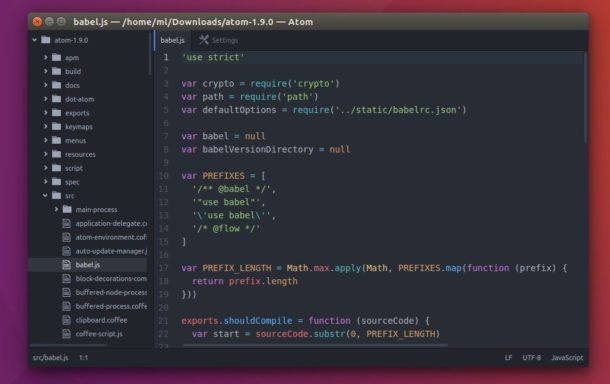 babel.js — /home/ml/Downloads/atom-1.9.0 — Atom
atom-1.9.0
apm
build
docs
dot-atom
exports
keymaps
menus
resources
script
spec
src
main-process
application-delegate.co
atom-environment.coff
auto-update-manager.j
babel.js
block-decorations-com
buffered-node-process
buffered-process.coffe
clipboard.coffee
coffee-script.js
babel.js
Settings
1 'use strict'
2
3 var crypto = require('crypto')
4 var path = require('path')
5 var defaultOptions = require('../static/babelrc.json')
6
7 var babel = null
8 var babelVersionDirectory = null
9
10 var PREFIXES = [
11 '/** @babel */',
12 '"use babel"',
13 '\'use babel\'',
14 '/* @flow */'
15 ]
16
17 var PREFIX_LENGTH = Math.max.apply(Math, PREFIXES.map(function (prefix) {
18 return prefix.length
19 }))
20
21 exports.shouldCompile = function (sourceCode) {
22 var start = sourceCode.substr(0, PREFIX_LENGTH)
src/babel.js 1:1
LF UTF-8 JavaScript